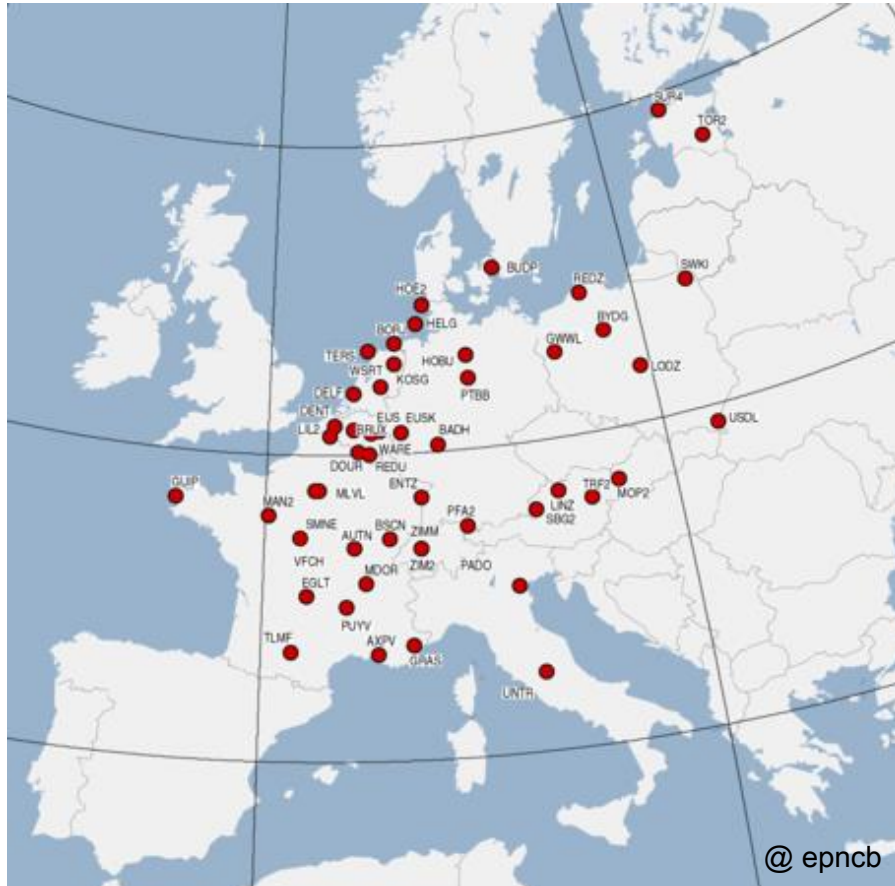 SUR4
TOR2
SWKI
BUDP
REDZ
HOE2
HELG
BYDG
BORJ
GWWL
TERS
HOBU
LODZ
WSRT
KOSG
PTBB
DELF
DENT
EUS
EUSK
USDL
LIL2
BRUX
BADH
WARE
DOUR
REDU
GUIP
MLVL
ENTZ
TRF2
MOP2
MAN2
LINZ
SBG2
PFA2
SMNE
AUTN
BSCN
ZIMM
VFCH
ZIM2
PADO
MDOR
EGLT
PUYV
TLMF
AXPV
GRAS
UNTR
@ epncb